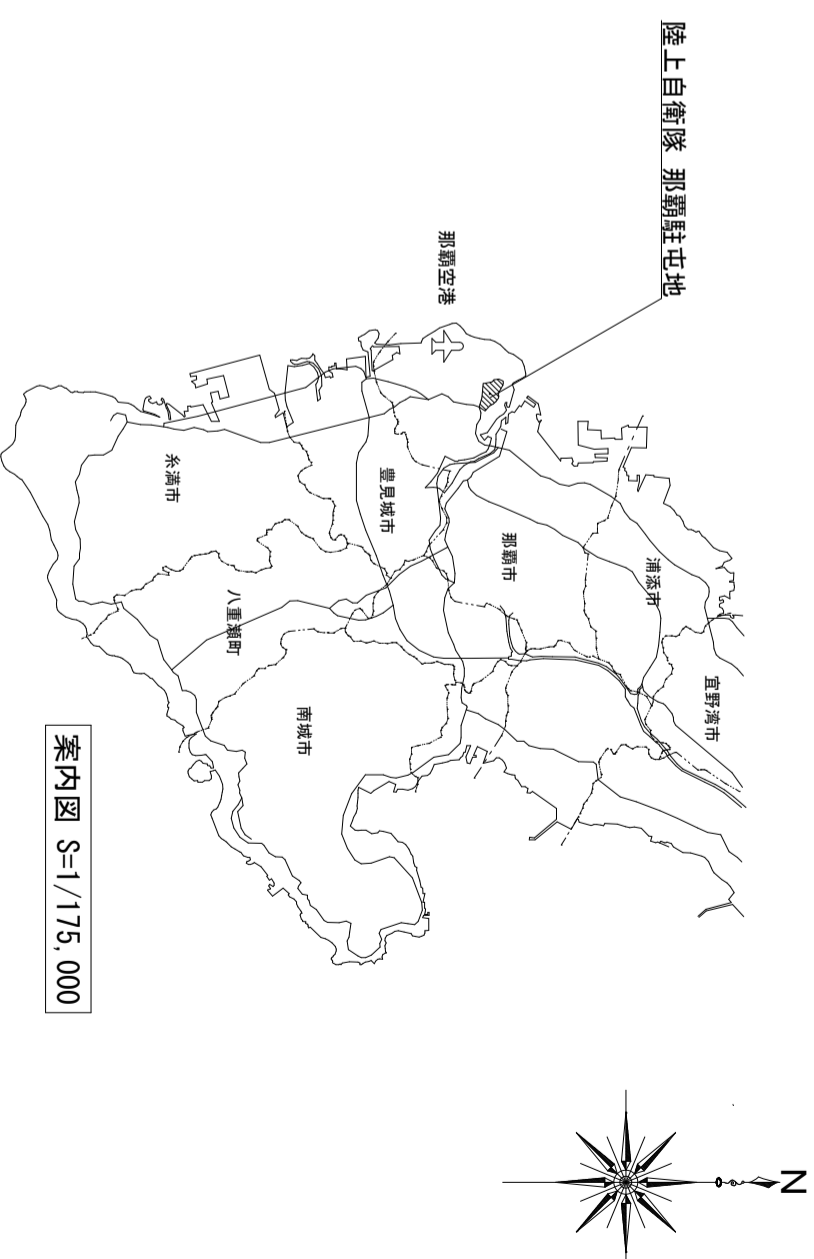 陸上自衛隊 那覇駐屯地
那覇空港
宜野湾市
浦添市
那覇市
豊見城市
糸満市
八重瀬町
南城市
案内図 S=1/175,000
N